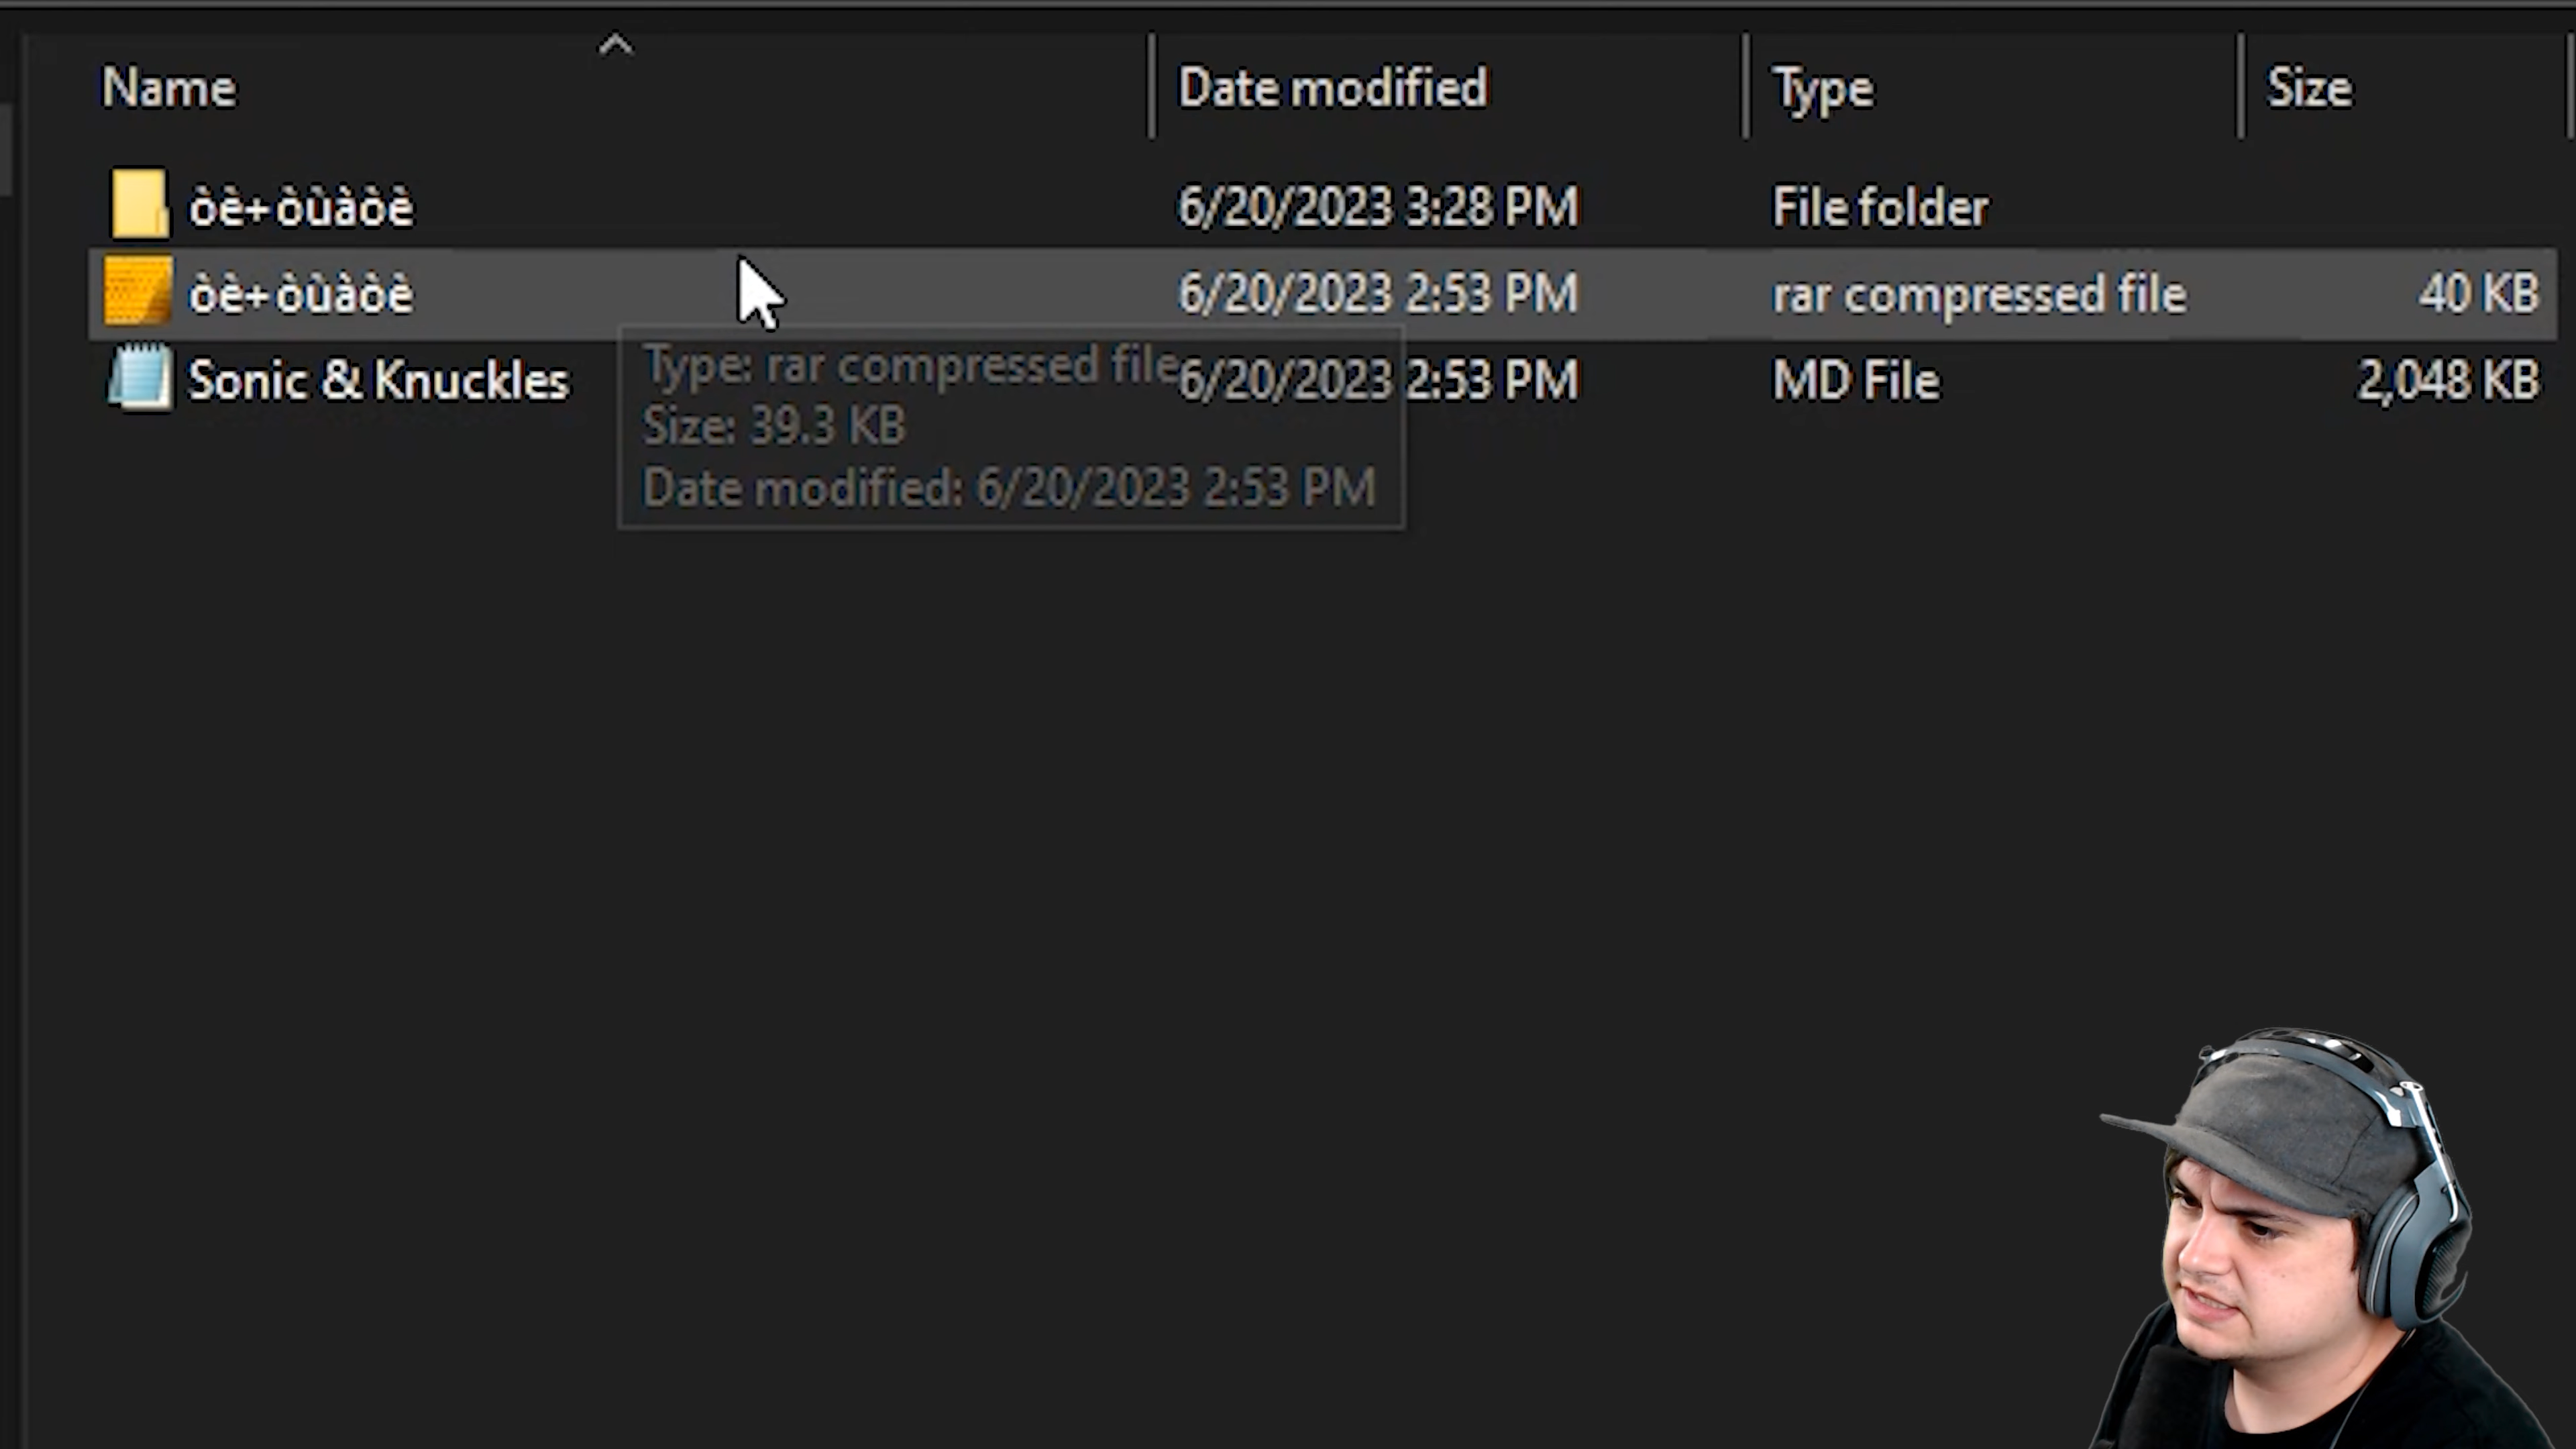 Name Date modified Type Size
òè+òùàòè 6/20/2023 3:28 PM File folder
òè+òùàòè 6/20/2023 2:53 PM rar compressed file 40 KB
Sonic & Knuckles 6/20/2023 2:53 PM MD File 2,048 KB
Type: rar compressed file
Size: 39.3 KB
Date modified: 6/20/2023 2:53 PM